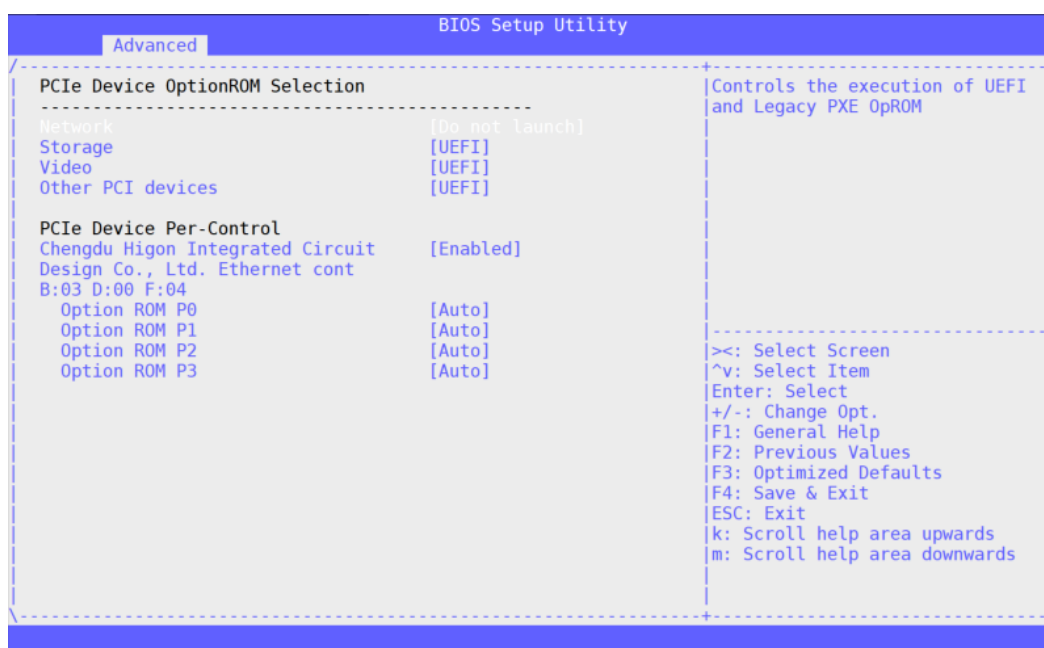 BIOS Setup Utility
Advanced
PCIe Device OptionROM Selection
Network [Do not launch]
Storage [UEFI]
Video [UEFI]
Other PCI devices [UEFI]
PCIe Device Per-Control
Chengdu Higon Integrated Circuit [Enabled]
Design Co., Ltd. Ethernet cont
B:03 D:00 F:04
Option ROM P0 [Auto]
Option ROM P1 [Auto]
Option ROM P2 [Auto]
Option ROM P3 [Auto]
Controls the execution of UEFI
and Legacy PXE OpROM
><: Select Screen
^v: Select Item
Enter: Select
+/-: Change Opt.
F1: General Help
F2: Previous Values
F3: Optimized Defaults
F4: Save & Exit
ESC: Exit
k: Scroll help area upwards
m: Scroll help area downwards